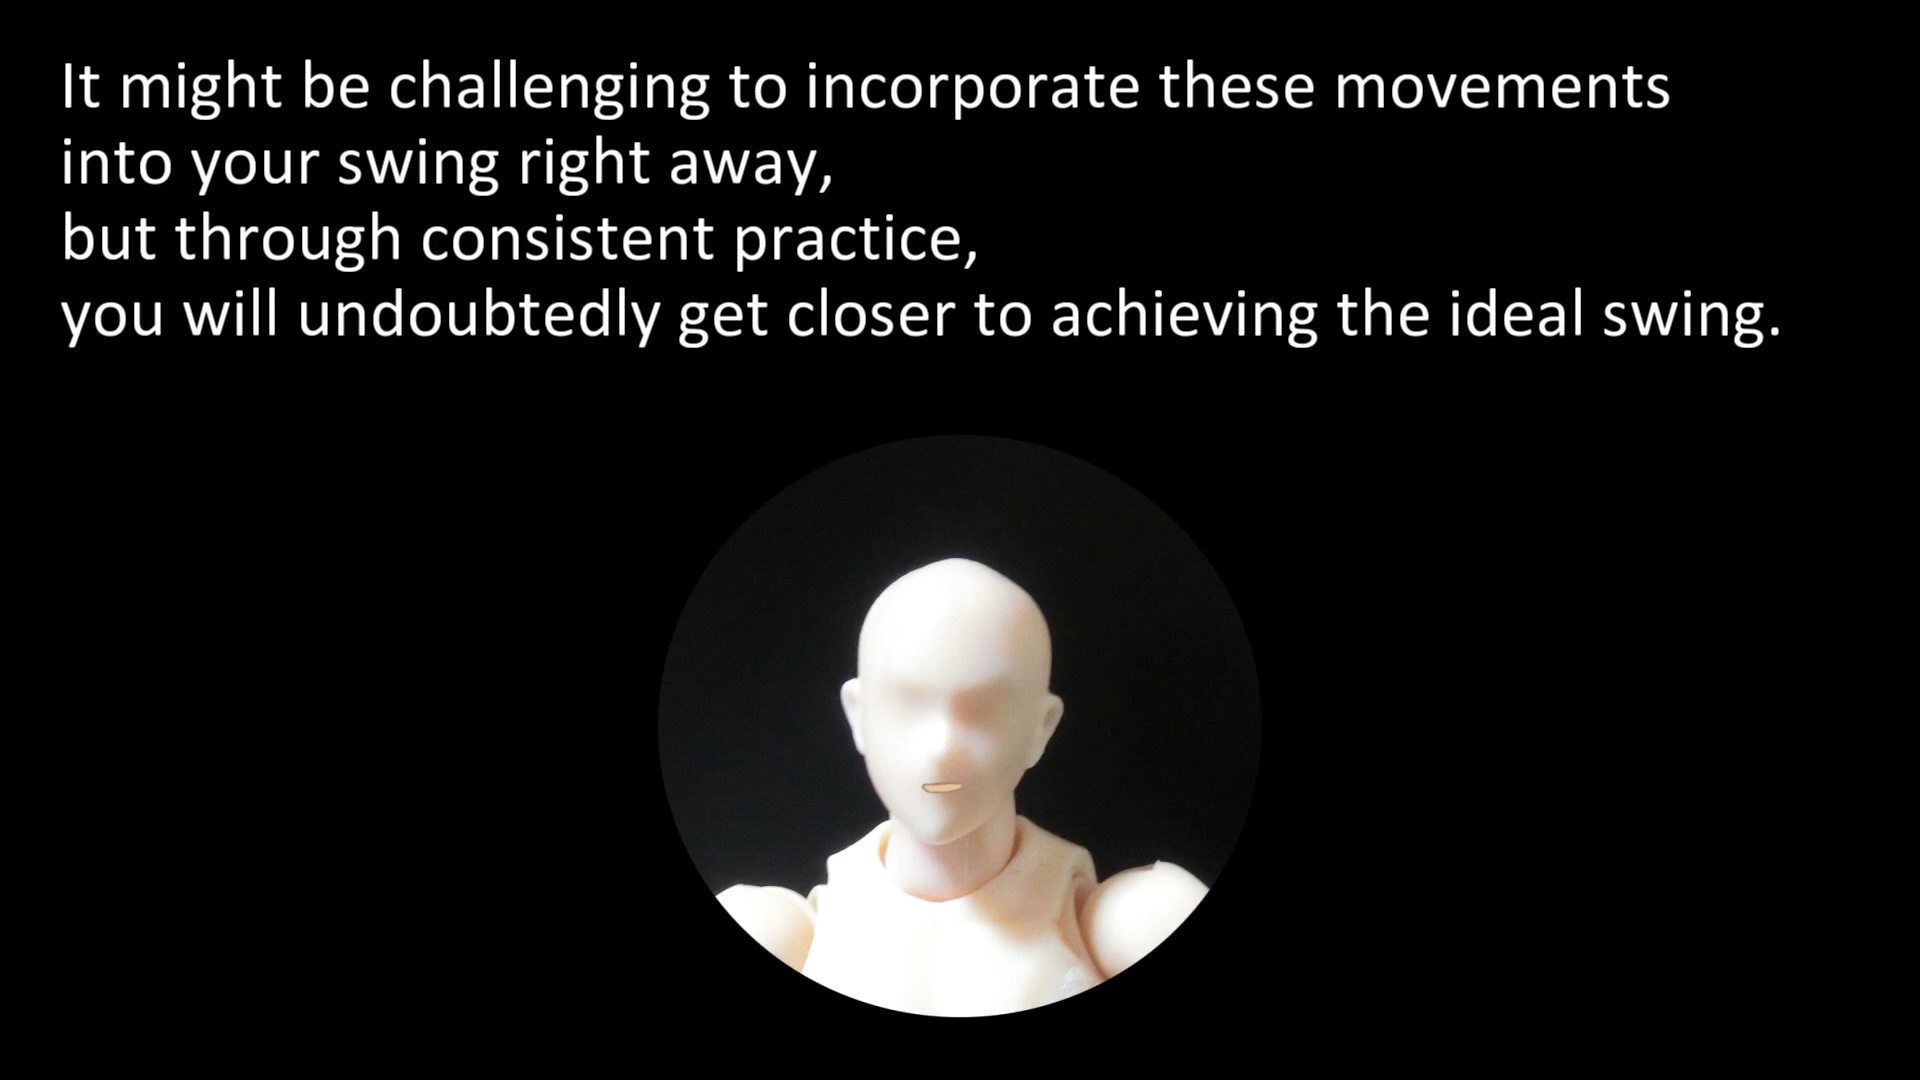 It might be challenging to incorporate these movements
into your swing right away,
but through consistent practice,
you will undoubtedly get closer to achieving the ideal swing.